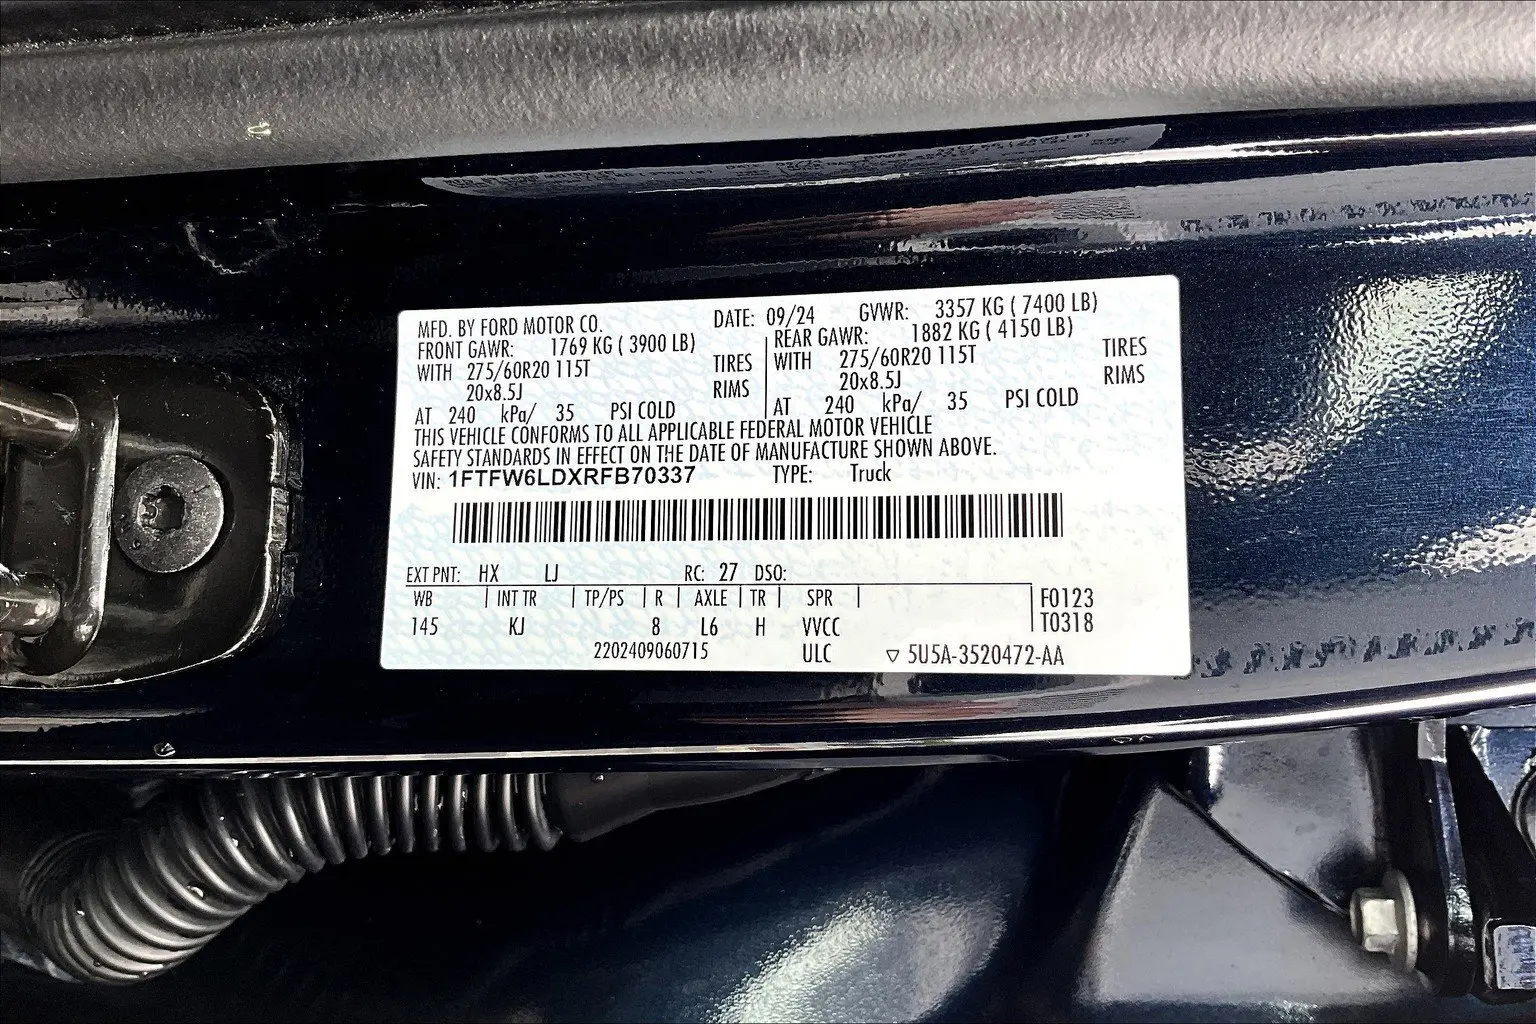 MFD. BY FORD MOTOR CO. DATE: 09/24 GVWR: 3357 KG ( 7400 LB)
FRONT GAWR: 1769 KG ( 3900 LB) REAR GAWR: 1882 KG ( 4150 LB)
WITH 275/60R20 115T TIRES WITH 275/60R20 115T TIRES
20x8.5J RIMS 20x8.5J RIMS
AT 240 kPa/ 35 PSI COLD AT 240 kPa/ 35 PSI COLD
THIS VEHICLE CONFORMS TO ALL APPLICABLE FEDERAL MOTOR VEHICLE
SAFETY STANDARDS IN EFFECT ON THE DATE OF MANUFACTURE SHOWN ABOVE.
VIN: 1FTFW6LDXRFB70337 TYPE: Truck
EXT PNT: HX LJ RC: 27 DSO:
WB INT TR TP/PS R AXLE TR SPR F0123
145 KJ 8 L6 H VVCC T0318
2202409060715 ULC ▽ 5U5A-3520472-AA